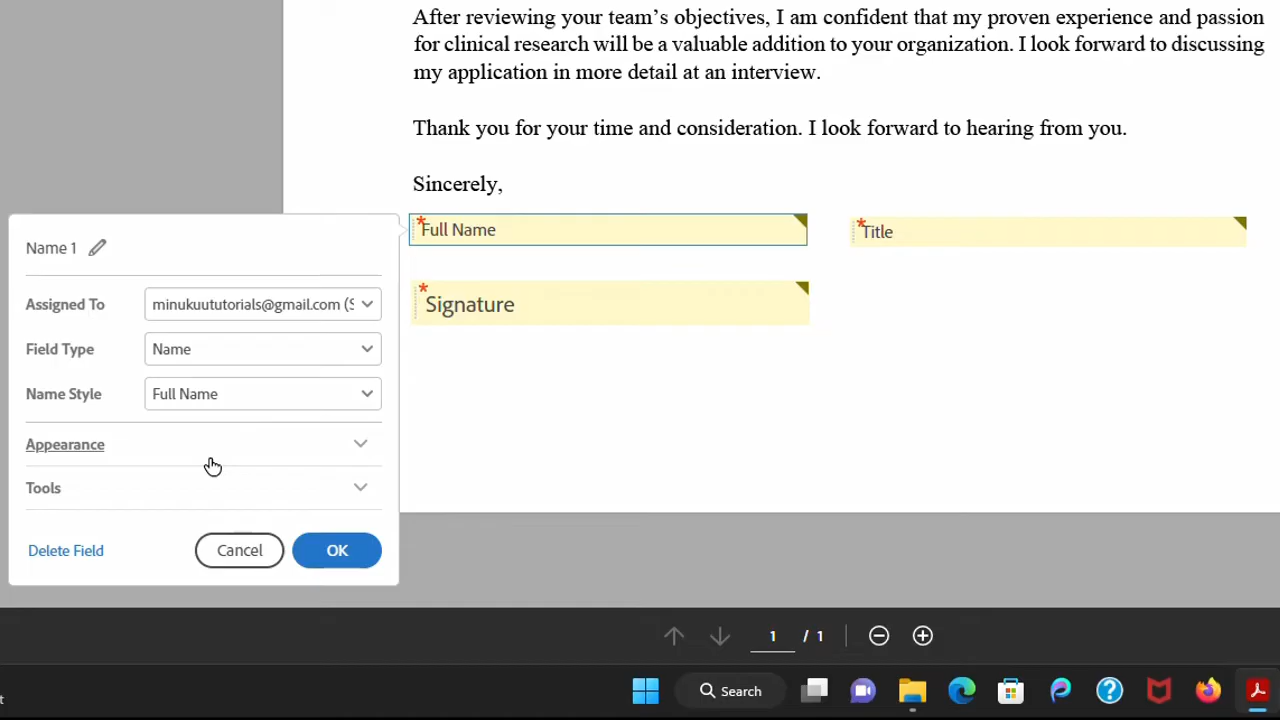 After reviewing your team’s objectives, I am confident that my proven experience and passion
for clinical research will be a valuable addition to your organization. I look forward to discussing
my application in more detail at an interview.
Thank you for your time and consideration. I look forward to hearing from you.
Sincerely,
*Full Name
*Title
*Signature
Name 1
Assigned To
minukuututorials@gmail.com (S
Field Type
Name
Name Style
Full Name
Appearance
Tools
Delete Field
Cancel
OK
1 / 1
t
Search